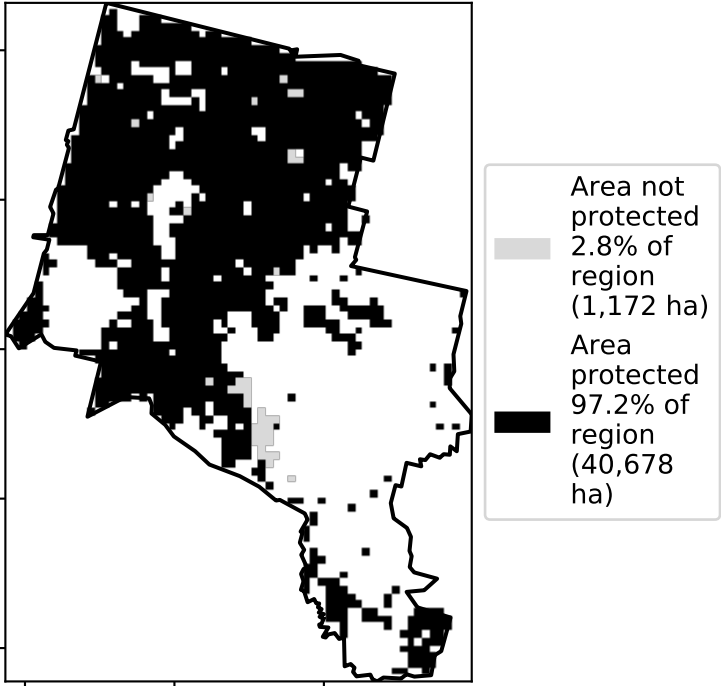 Area not
protected
2.8% of
region
(1,172 ha)
Area
protected
97.2% of
region
(40,678
ha)